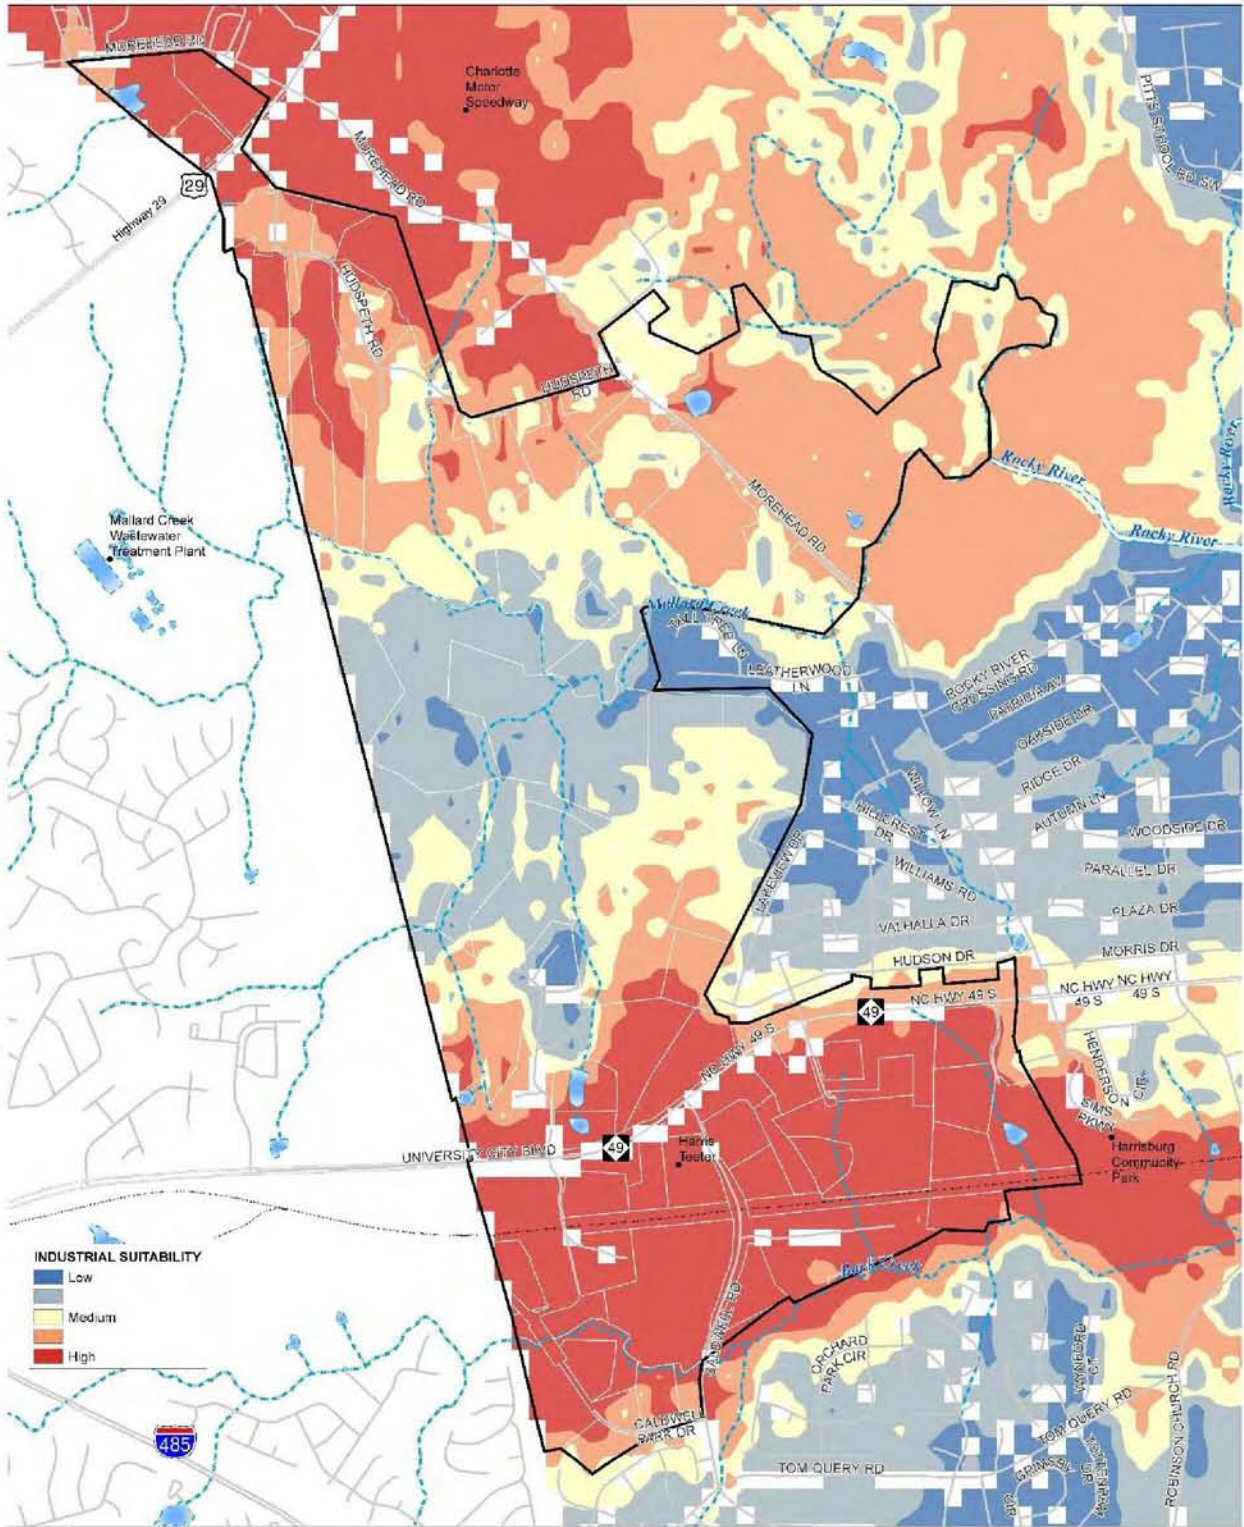 MOREHEAD RD
Charlotte
Motor
Speedway
PITTS SCHOOL RD SW
MOREHEAD RD
29
Highway 29
HUDSPETH RD
HUDSPETH
RD
Rocky River
Rocky River
Rocky River
MOREHEAD RD
Mallard Creek
Wastewater
Treatment Plant
Mallard Creek
TALL TREE LN
LEATHERWOOD
LN
ROCKY RIVER
CROSSING RD
PATRICIA AV
OAKSIDE DR
RIDGE DR
AUTUMN LN
WILLOW LN
HILLCREST
DR
WOODSIDE DR
WILLIAMS RD
PARALLEL DR
LAKEVIEW DR
PLAZA DR
VALHALLA DR
MORRIS DR
HUDSON DR
NC HWY
49 S
NC HWY
49 S
NC HWY 49 S
49
NC HWY 49 S
HENDERSON CIR
SIMS
PKWY
UNIVERSITY CITY BLVD
49
Harris
Teeter
Harrisburg
Community
Park
INDUSTRIAL SUITABILITY
Low
Medium
High
Back Creek
CALDWELL RD
ORCHARD
PARK CIR
WYNFORD
CT
CALDWELL
PARK DR
TOM QUERY RD
TOM QUERY RD
ROBINSON CHURCH RD
TOTTENHAM
DR
485